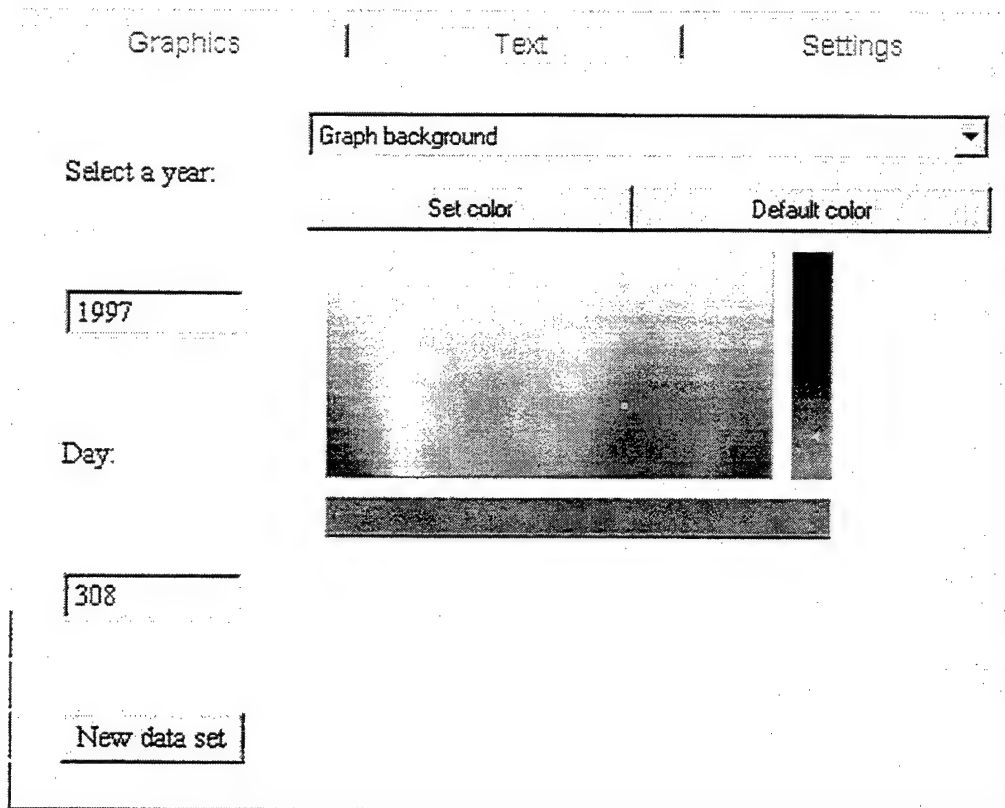 Graphics | Text | Settings
Graph background
Select a year:
Set color Default color
1997
Day:
308
New data set